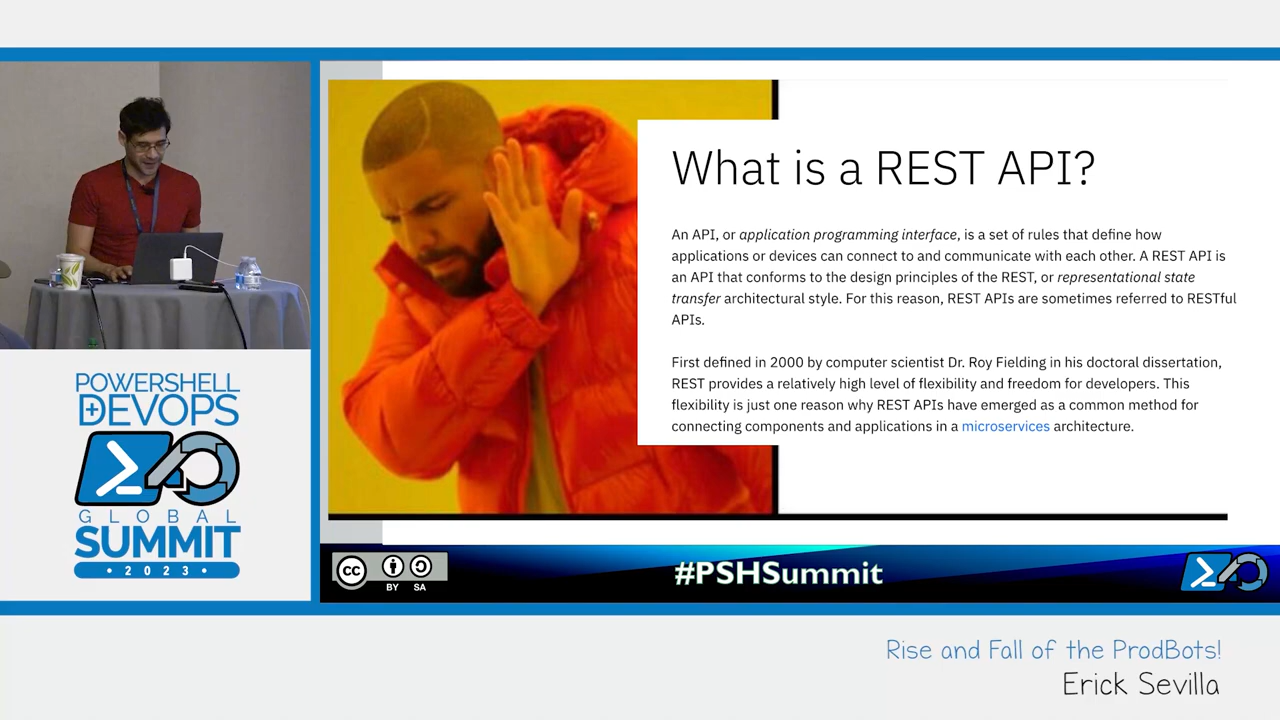 What is a REST API?
An API, or application programming interface, is a set of rules that define how
applications or devices can connect to and communicate with each other. A REST API is
an API that conforms to the design principles of the REST, or representational state
transfer architectural style. For this reason, REST APIs are sometimes referred to RESTful
APIs.
First defined in 2000 by computer scientist Dr. Roy Fielding in his doctoral dissertation,
REST provides a relatively high level of flexibility and freedom for developers. This
flexibility is just one reason why REST APIs have emerged as a common method for
connecting components and applications in a microservices architecture.
POWERSHELL
+DEVOPS
GLOBAL
SUMMIT
• 2023 •
cc
BY SA
#PSHSummit
Rise and Fall of the ProdBots!
Erick Sevilla